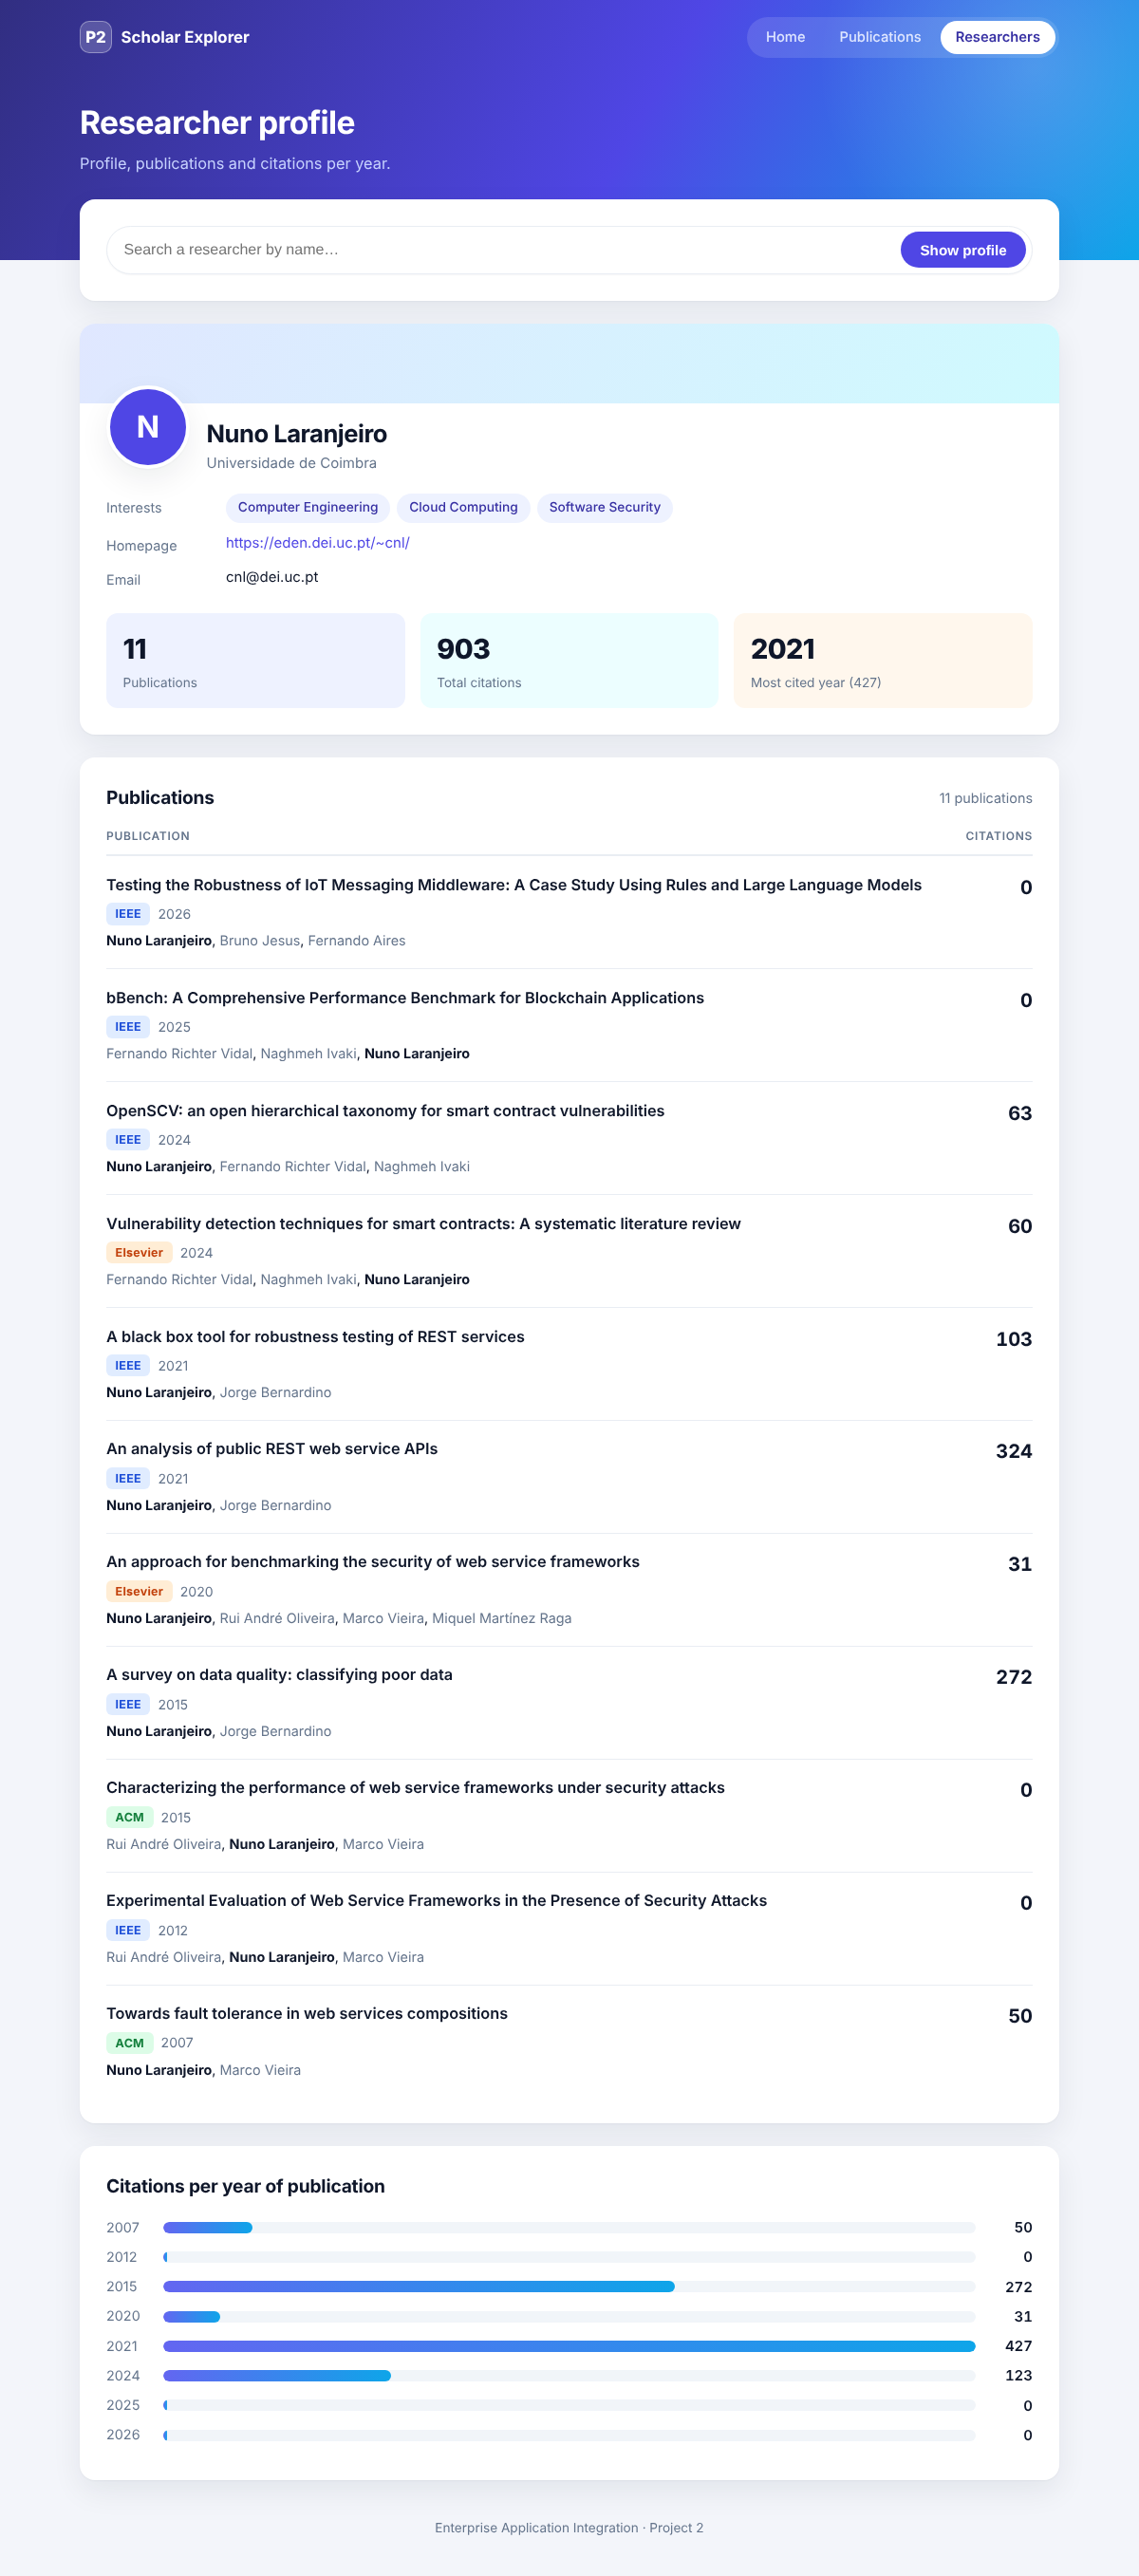 P2 Scholar Explorer Home Publications Researchers
Researcher profile
Profile, publications and citations per year.
Search a researcher by name… Show profile
N
Nuno Laranjeiro
Universidade de Coimbra
Interests Computer Engineering Cloud Computing Software Security
Homepage https://eden.dei.uc.pt/~cnl/
Email cnl@dei.uc.pt
11 903 2021
Publications Total citations Most cited year (427)
Publications 11 publications
PUBLICATION CITATIONS
Testing the Robustness of IoT Messaging Middleware: A Case Study Using Rules and Large Language Models 0
IEEE 2026
Nuno Laranjeiro, Bruno Jesus, Fernando Aires
bBench: A Comprehensive Performance Benchmark for Blockchain Applications 0
IEEE 2025
Fernando Richter Vidal, Naghmeh Ivaki, Nuno Laranjeiro
OpenSCV: an open hierarchical taxonomy for smart contract vulnerabilities 63
IEEE 2024
Nuno Laranjeiro, Fernando Richter Vidal, Naghmeh Ivaki
Vulnerability detection techniques for smart contracts: A systematic literature review 60
Elsevier 2024
Fernando Richter Vidal, Naghmeh Ivaki, Nuno Laranjeiro
A black box tool for robustness testing of REST services 103
IEEE 2021
Nuno Laranjeiro, Jorge Bernardino
An analysis of public REST web service APIs 324
IEEE 2021
Nuno Laranjeiro, Jorge Bernardino
An approach for benchmarking the security of web service frameworks 31
Elsevier 2020
Nuno Laranjeiro, Rui André Oliveira, Marco Vieira, Miquel Martínez Raga
A survey on data quality: classifying poor data 272
IEEE 2015
Nuno Laranjeiro, Jorge Bernardino
Characterizing the performance of web service frameworks under security attacks 0
ACM 2015
Rui André Oliveira, Nuno Laranjeiro, Marco Vieira
Experimental Evaluation of Web Service Frameworks in the Presence of Security Attacks 0
IEEE 2012
Rui André Oliveira, Nuno Laranjeiro, Marco Vieira
Towards fault tolerance in web services compositions 50
ACM 2007
Nuno Laranjeiro, Marco Vieira
Citations per year of publication
2007 50
2012 0
2015 272
2020 31
2021 427
2024 123
2025 0
2026 0
Enterprise Application Integration · Project 2